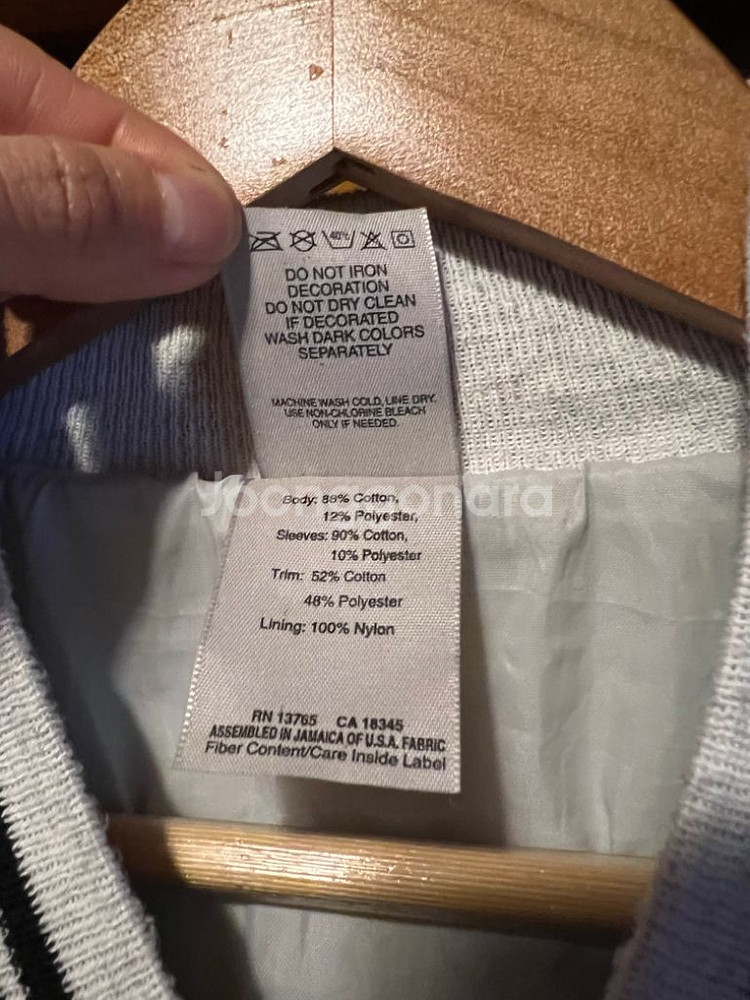 40°
DO NOT IRON
DECORATION
DO NOT DRY CLEAN
IF DECORATED
WASH DARK COLORS
SEPARATELY
MACHINE WASH COLD, LINE DRY.
USE NON-CHLORINE BLEACH
ONLY IF NEEDED.
Joongonara
Body: 88% Cotton,
12% Polyester,
Sleeves: 90% Cotton,
10% Polyester
Trim: 52% Cotton
48% Polyester
Lining: 100% Nylon
RN 13765 CA 18345
ASSEMBLED IN JAMAICA OF U.S.A. FABRIC
Fiber Content/Care Inside Label